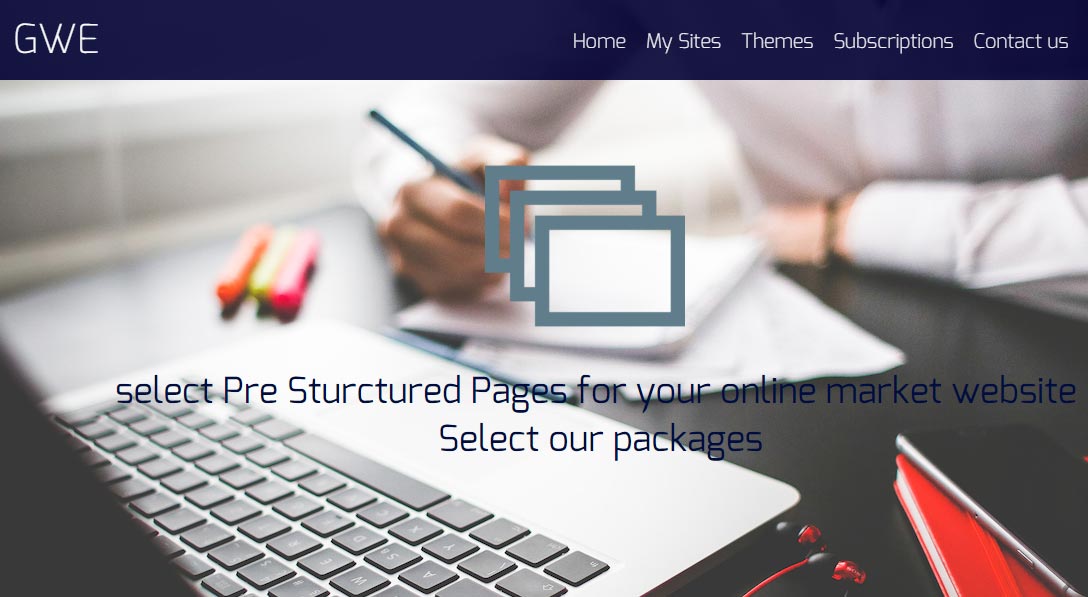 GWE
Home My Sites Themes Subscriptions Contact us
select Pre Sturctured Pages for your online market website
Select our packages